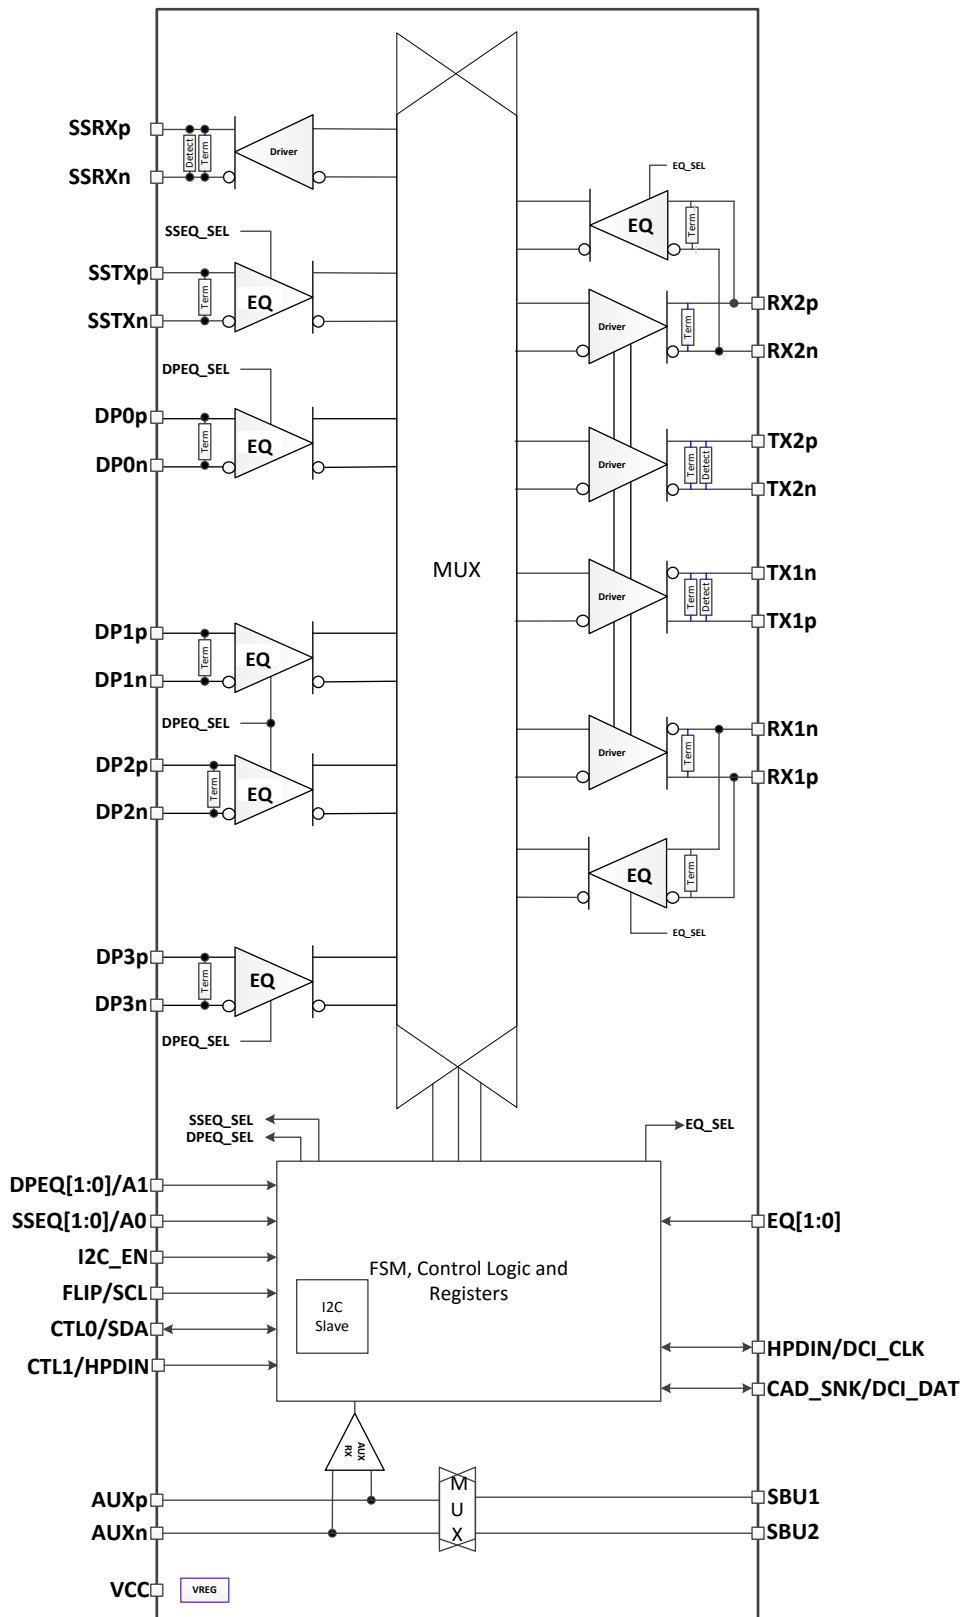 SSRXp
Detect
Term
Driver
SSRXn
EQ_SEL
EQ
Term
SSEQ_SEL
SSTXp
Term
EQ
SSTXn
RX2p
Driver
Term
RX2n
DPEQ_SEL
DP0p
Term
EQ
DP0n
TX2p
Driver
Term
Detect
TX2n
MUX
TX1n
Driver
Term
Detect
TX1p
DP1p
Term
EQ
DP1n
DPEQ_SEL
RX1n
Driver
Term
RX1p
DP2p
Term
EQ
DP2n
EQ
Term
EQ_SEL
DP3p
Term
EQ
DP3n
DPEQ_SEL
SSEQ_SEL
DPEQ_SEL
EQ_SEL
DPEQ[1:0]/A1
SSEQ[1:0]/A0
EQ[1:0]
I2C_EN
FLIP/SCL
CTL0/SDA
CTL1/HPDIN
FSM, Control Logic and
Registers
I2C
Slave
HPDIN/DCI_CLK
CAD_SNK/DCI_DAT
AUX
RX
MUX
AUXp
AUXn
SBU1
SBU2
VCC
VREG